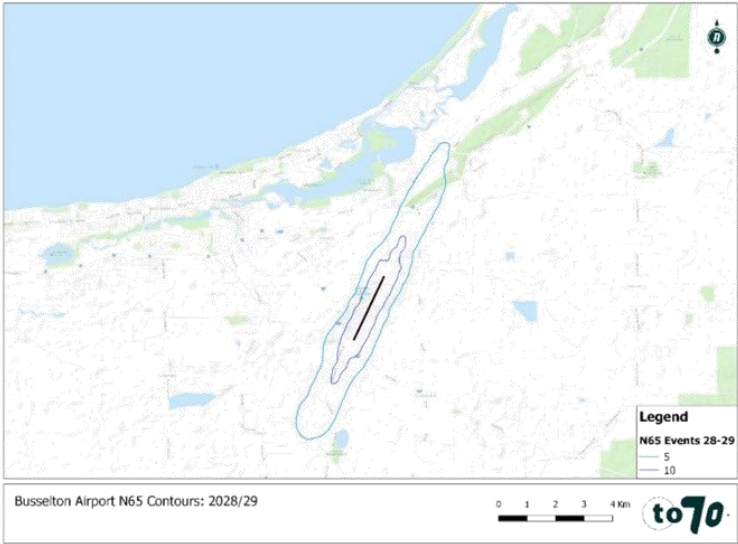 n
Legend
N65 Events 28-29
5
10
Busselton Airport N65 Contours: 2028/29
0 1 2 3 4 Km
to70